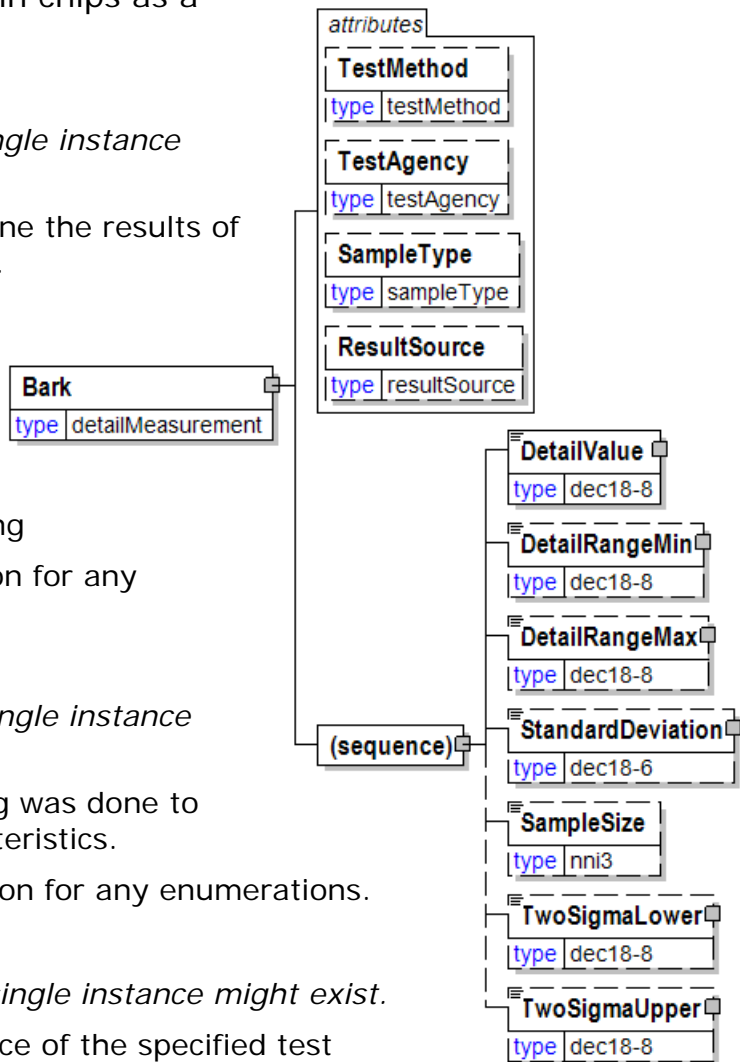 in chips as a
ngle instance
ne the results of
ng
on for any
ngle instance
g was done to
teristics.
on for any enumerations.
single instance might exist.
ce of the specified test
attributes
TestMethod
type testMethod
TestAgency
type testAgency
SampleType
type sampleType
ResultSource
type resultSource
Bark
type detailMeasurement
(sequence)
DetailValue
type dec18-8
DetailRangeMin
type dec18-8
DetailRangeMax
type dec18-8
StandardDeviation
type dec18-6
SampleSize
type nni3
TwoSigmaLower
type dec18-8
TwoSigmaUpper
type dec18-8